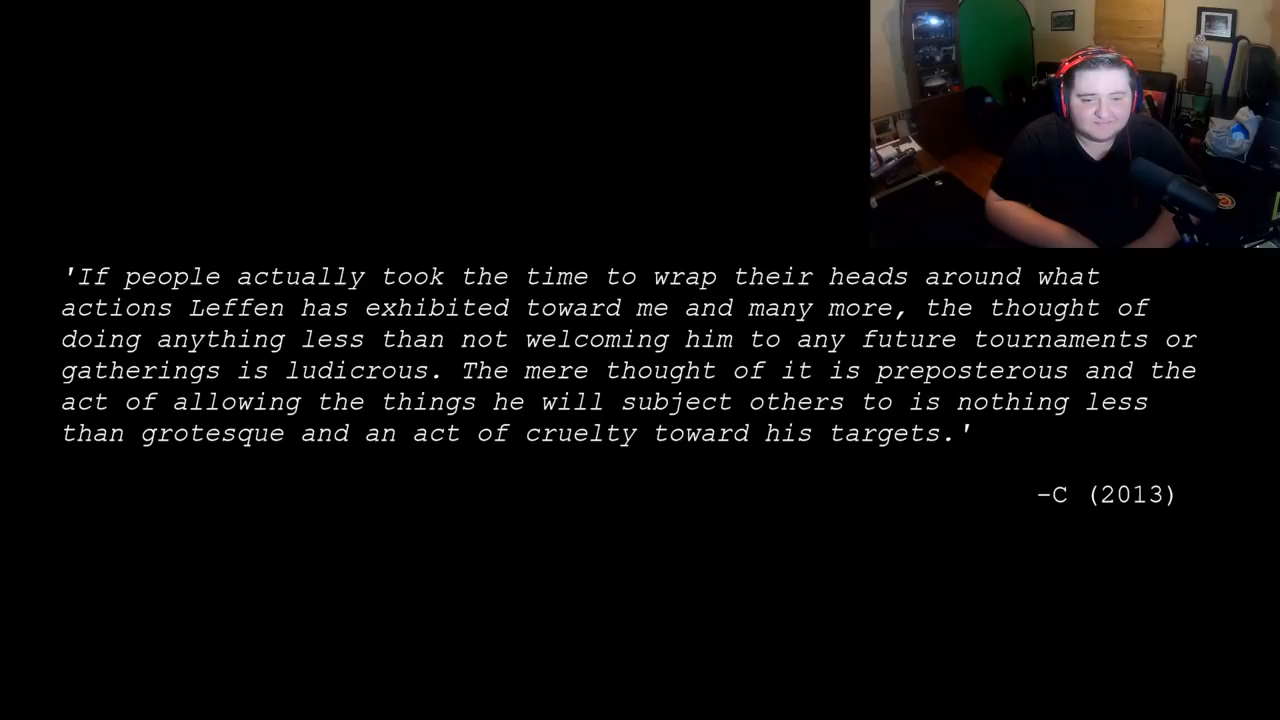 'If people actually took the time to wrap their heads around what
actions Leffen has exhibited toward me and many more, the thought of
doing anything less than not welcoming him to any future tournaments or
gatherings is ludicrous. The mere thought of it is preposterous and the
act of allowing the things he will subject others to is nothing less
than grotesque and an act of cruelty toward his targets.'
-C (2013)